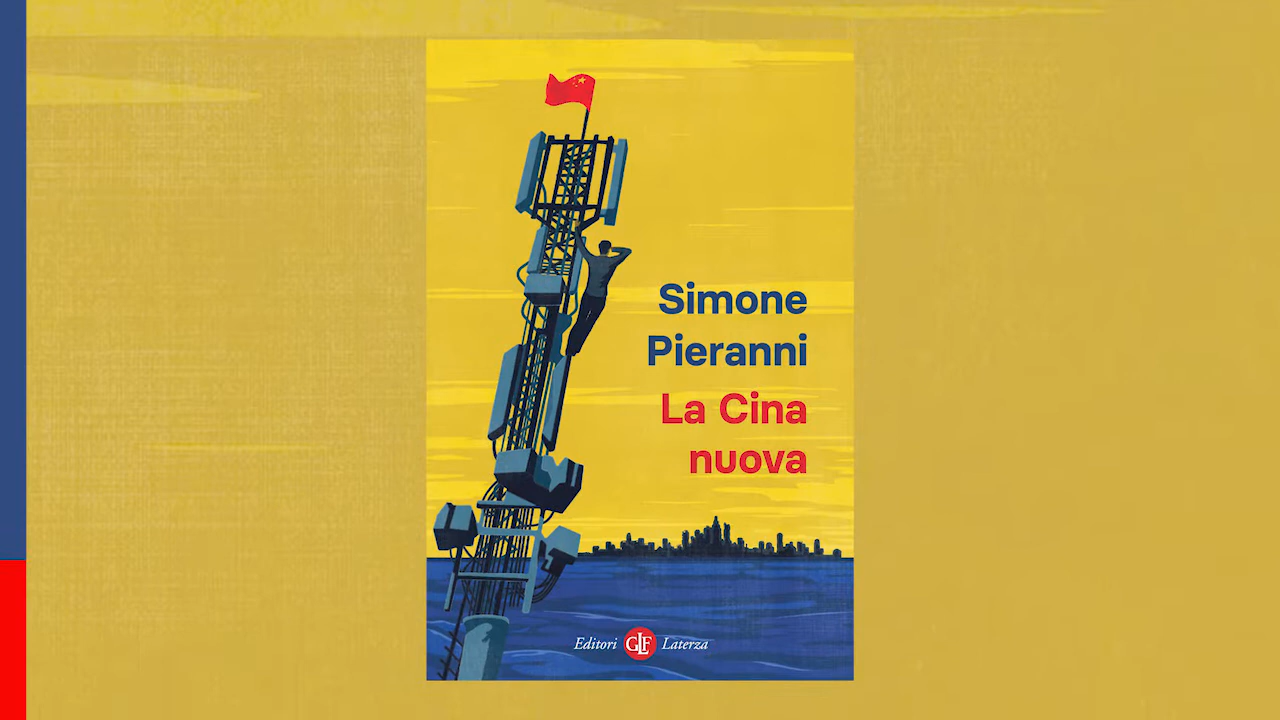 Simone
Pieranni
La Cina
nuova
Editori GLF Laterza